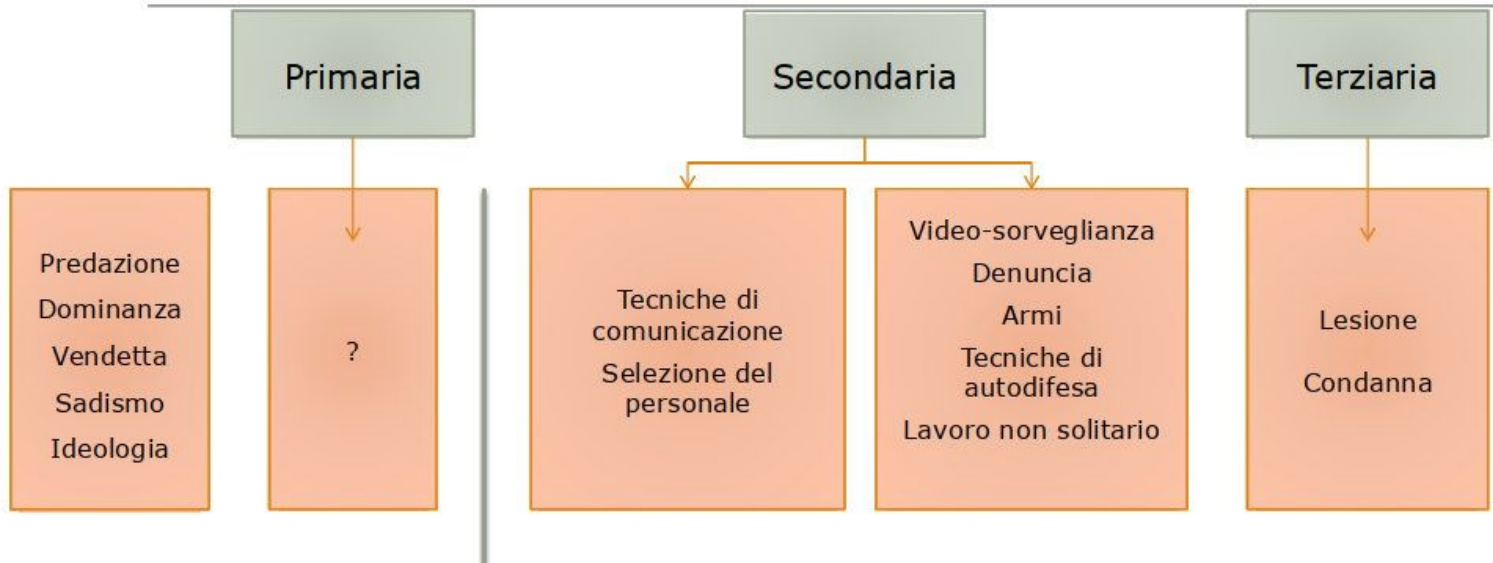 Primaria
Secondaria
Terziaria
Predazione
Dominanza
Vendetta
Sadismo
Ideologia
?
Tecniche di
comunicazione
Selezione del
personale
Video-sorveglianza
Denuncia
Armi
Tecniche di
autodifesa
Lavoro non solitario
Lesione
Condanna